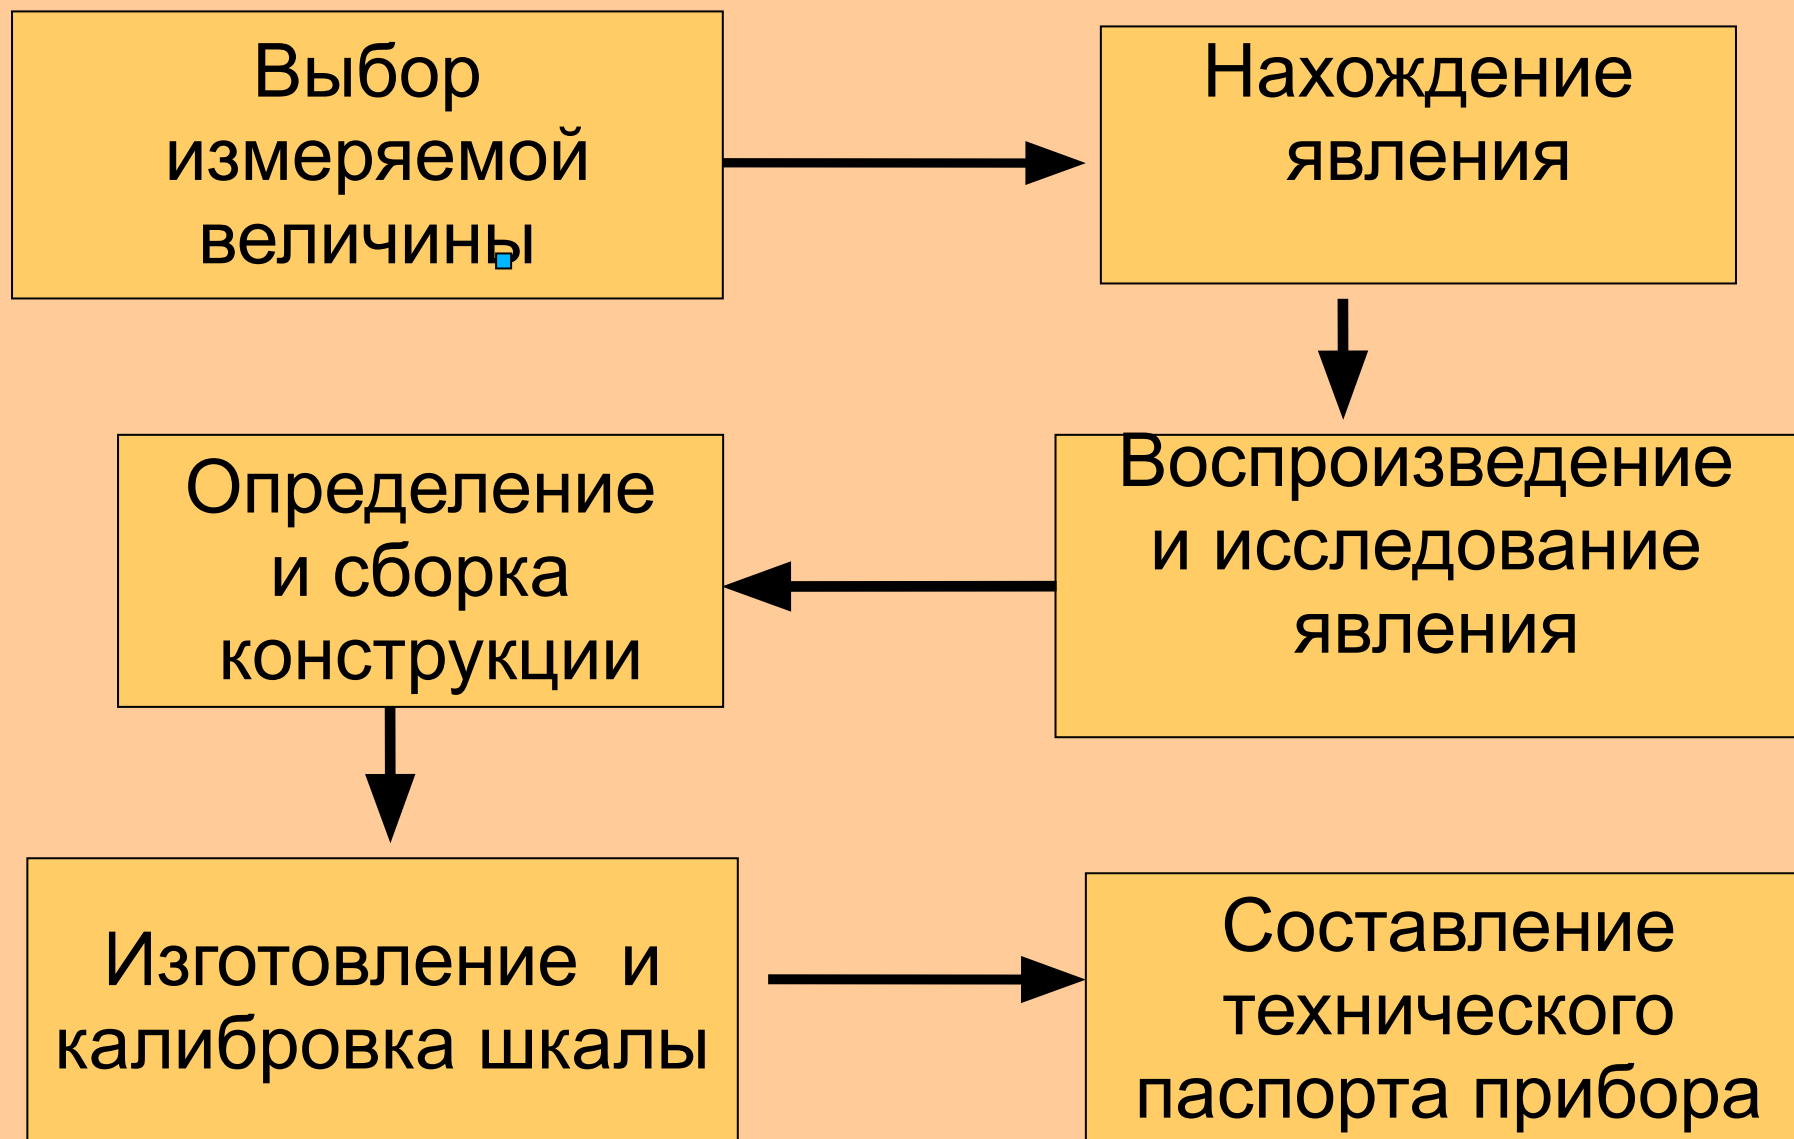 Выбор
измеряемой
величины
Нахождение
явления
Воспроизведение
и исследование
явления
Определение
и сборка
конструкции
Изготовление и
калибровка шкалы
Составление
технического
паспорта прибора